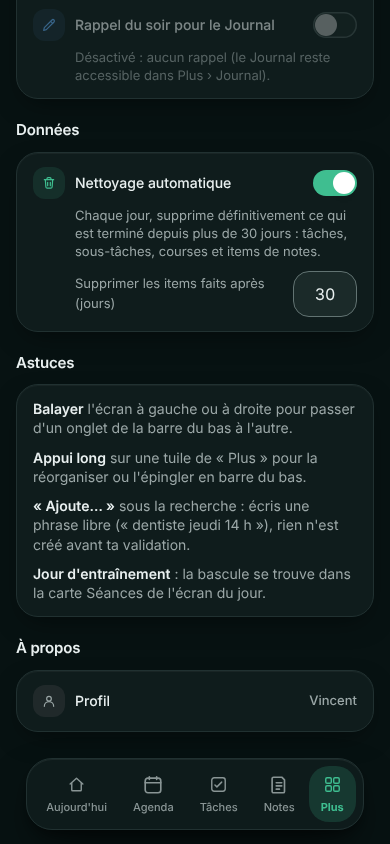 Rappel du soir pour le Journal
Désactivé : aucun rappel (le Journal reste
accessible dans Plus › Journal).
Données
Nettoyage automatique
Chaque jour, supprime définitivement ce qui
est terminé depuis plus de 30 jours : tâches,
sous-tâches, courses et items de notes.
Supprimer les items faits après
(jours)
30
Astuces
Balayer l'écran à gauche ou à droite pour passer
d'un onglet de la barre du bas à l'autre.
Appui long sur une tuile de « Plus » pour la
réorganiser ou l'épingler en barre du bas.
« Ajoute... » sous la recherche : écris une
phrase libre (« dentiste jeudi 14 h »), rien n'est
créé avant ta validation.
Jour d'entraînement : la bascule se trouve dans
la carte Séances de l'écran du jour.
À propos
Profil
Vincent
Aujourd'hui
Agenda
Tâches
Notes
Plus